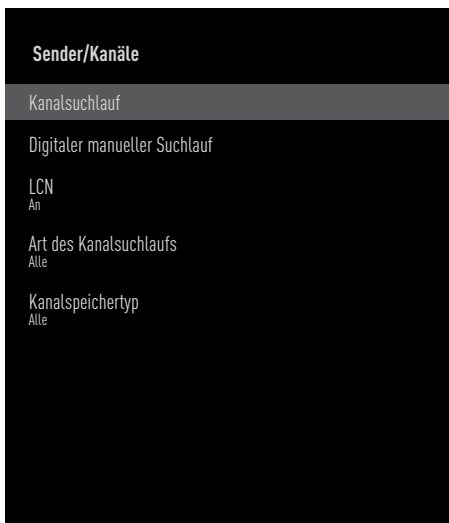 Sender/Kanäle
Kanalsuchlauf
Digitaler manueller Suchlauf
LCN
An
Art des Kanalsuchlaufs
Alle
Kanalspeichertyp
Alle